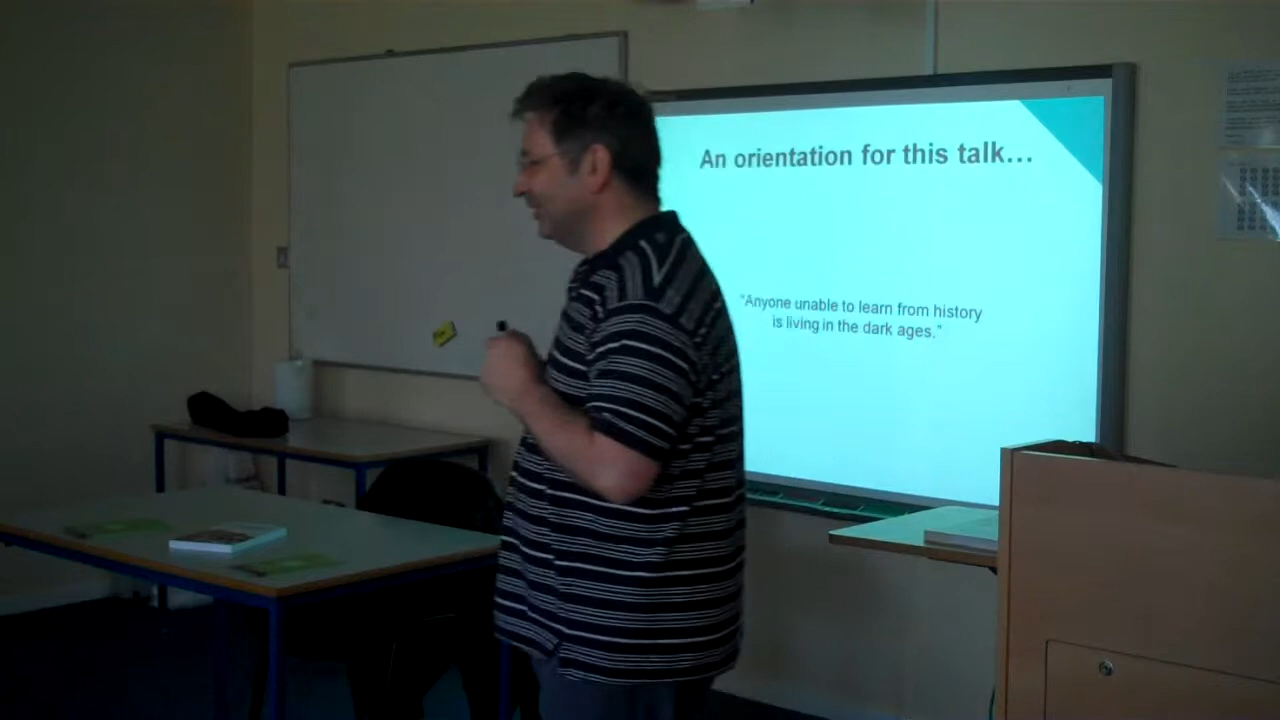 An orientation for this talk…
"Anyone unable to learn from history
is living in the dark ages."